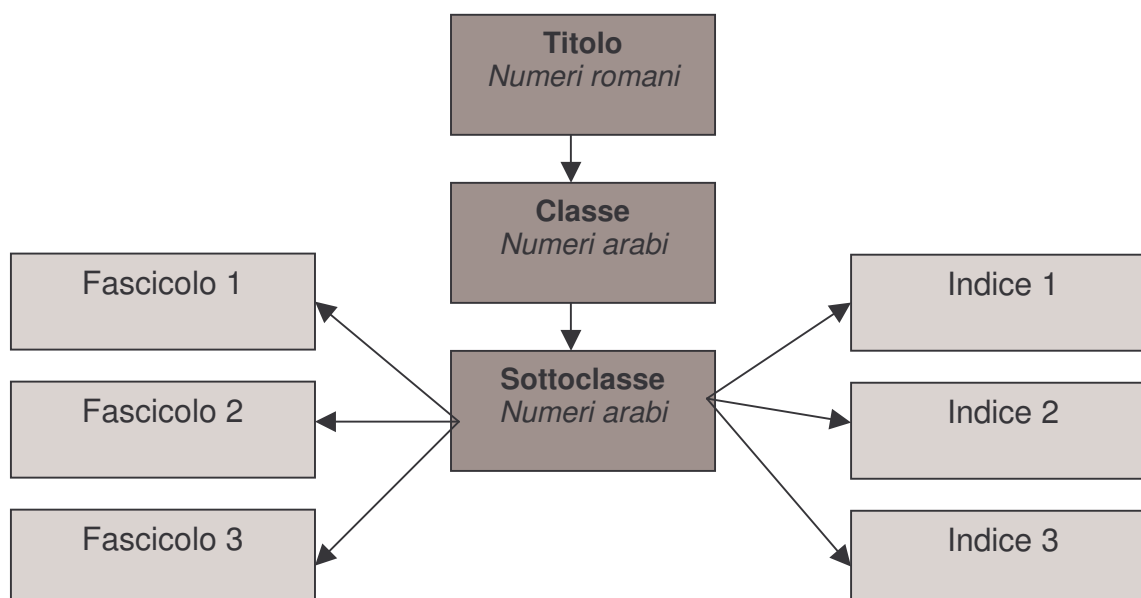 Titolo
Numeri romani
Classe
Numeri arabi
Sottoclasse
Numeri arabi
Fascicolo 1
Fascicolo 2
Fascicolo 3
Indice 1
Indice 2
Indice 3